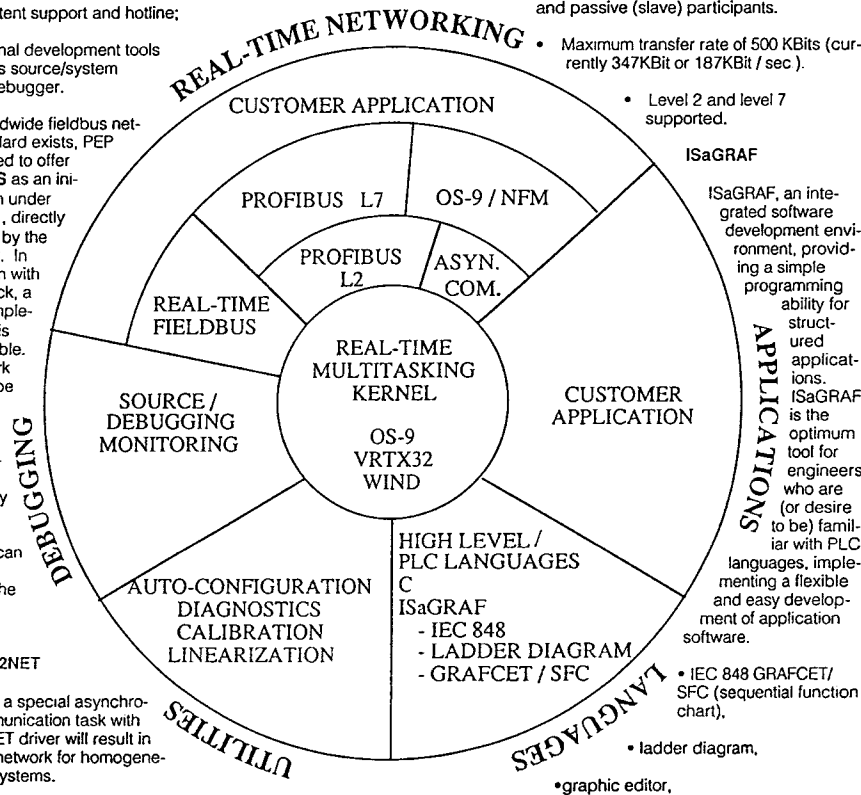 tent support and hotline;
nal development tools
s source/system
ebugger.
dwide fieldbus net-
dard exists, PEP
ed to offer
S as an ini-
n under
, directly
by the
. In
n with
ck, a
mple-
is
ble.
rk
be
y
can
he
2NET
a special asynchro-
munication task with
ET driver will result in
network for homogene-
ystems.
REAL-TIME NETWORKING
CUSTOMER APPLICATION
PROFIBUS L7
OS-9 / NFM
PROFIBUS
L2
ASYN.
COM.
REAL-TIME
FIELDBUS
REAL-TIME
MULTITASKING
KERNEL
OS-9
VRTX32
WIND
SOURCE /
DEBUGGING
MONITORING
DEBUGGING
CUSTOMER
APPLICATION
APPLICATIONS
AUTO-CONFIGURATION
DIAGNOSTICS
CALIBRATION
LINEARIZATION
UTILITIES
HIGH LEVEL /
PLC LANGUAGES
C
ISaGRAF
- IEC 848
- LADDER DIAGRAM
- GRAFCET / SFC
LANGUAGES
and passive (slave) participants.
• Maximum transfer rate of 500 KBits (cur-
rently 347KBit or 187KBit / sec ).
• Level 2 and level 7
supported.
ISaGRAF
ISaGRAF, an inte-
grated software
development envi-
ronment, provid-
ing a simple
programming
ability for
struct-
ured
applicat-
ions.
ISaGRAF
is the
optimum
tool for
engineers
who are
(or desire
to be) famil-
iar with PLC
languages, imple-
menting a flexible
and easy develop-
ment of application
software.
• IEC 848 GRAFCET/
SFC (sequential function
chart),
• ladder diagram,
•graphic editor,